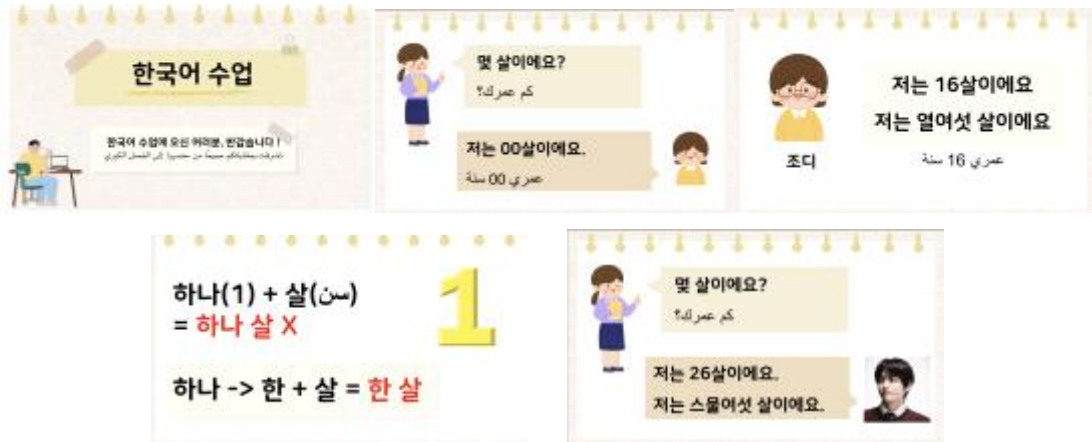 한국어 수업
한국어 수업에 오신 여러분, 반갑습니다 !
몇 살이에요?
كم عمرك؟
저는 00살이에요.
عمري 00 سنة
저는 16살이에요
저는 열여섯 살이에요
조디
عمري 16 سنة
하나(1) + 살(سن)
= 하나 살 X
하나 -> 한 + 살 = 한 살
1
몇 살이에요?
كم عمرك؟
저는 26살이에요.
저는 스물여섯 살이에요.